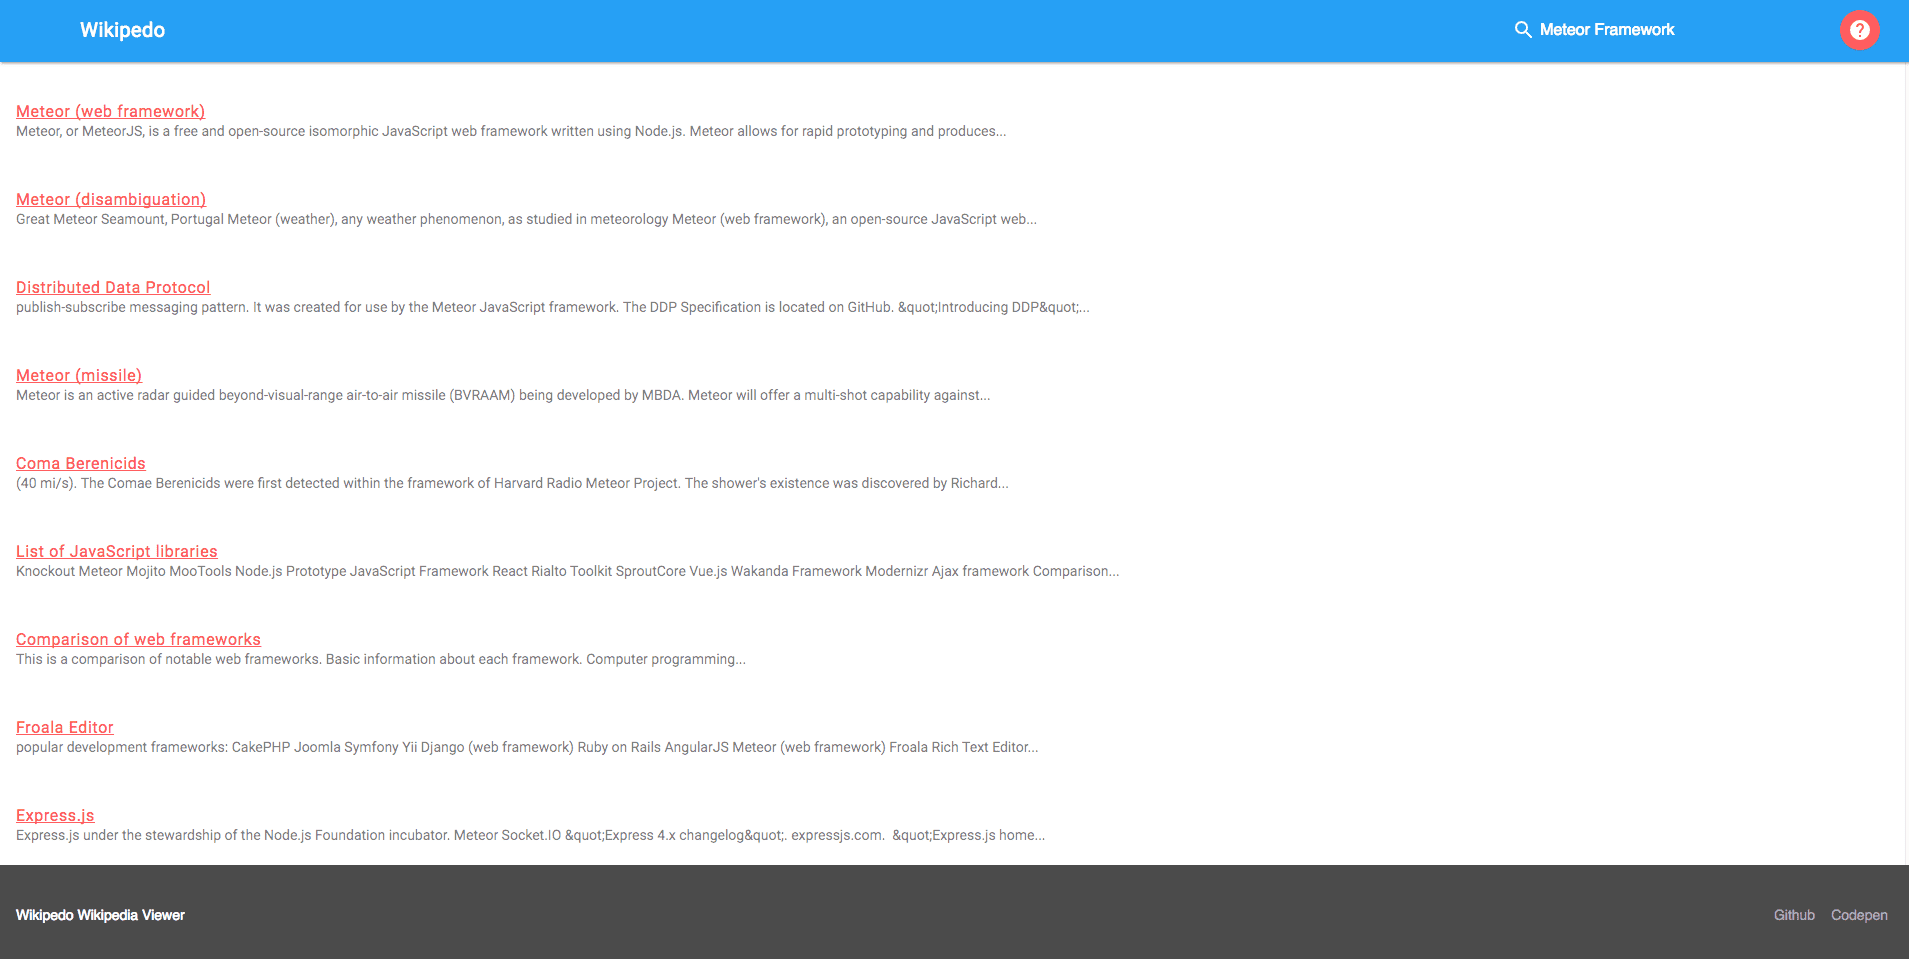 Wikipedo
Meteor Framework
Meteor (web framework)
Meteor, or MeteorJS, is a free and open-source isomorphic JavaScript web framework written using Node.js. Meteor allows for rapid prototyping and produces...
Meteor (disambiguation)
Great Meteor Seamount, Portugal Meteor (weather), any weather phenomenon, as studied in meteorology Meteor (web framework), an open-source JavaScript web...
Distributed Data Protocol
publish-subscribe messaging pattern. It was created for use by the Meteor JavaScript framework. The DDP Specification is located on GitHub. &quot;Introducing DDP&quot;...
Meteor (missile)
Meteor is an active radar guided beyond-visual-range air-to-air missile (BVRAAM) being developed by MBDA. Meteor will offer a multi-shot capability against...
Coma Berenicids
(40 mi/s). The Comae Berenicids were first detected within the framework of Harvard Radio Meteor Project. The shower's existence was discovered by Richard...
List of JavaScript libraries
Knockout Meteor Mojito MooTools Node.js Prototype JavaScript Framework React Rialto Toolkit SproutCore Vue.js Wakanda Framework Modernizr Ajax framework Comparison...
Comparison of web frameworks
This is a comparison of notable web frameworks. Basic information about each framework. Computer programming...
Froala Editor
popular development frameworks: CakePHP Joomla Symfony Yii Django (web framework) Ruby on Rails AngularJS Meteor (web framework) Froala Rich Text Editor...
Express.js
Express.js under the stewardship of the Node.js Foundation incubator. Meteor Socket.IO &quot;Express 4.x changelog&quot;. expressjs.com.  &quot;Express.js home...
Wikipedo Wikipedia Viewer
Github Codepen